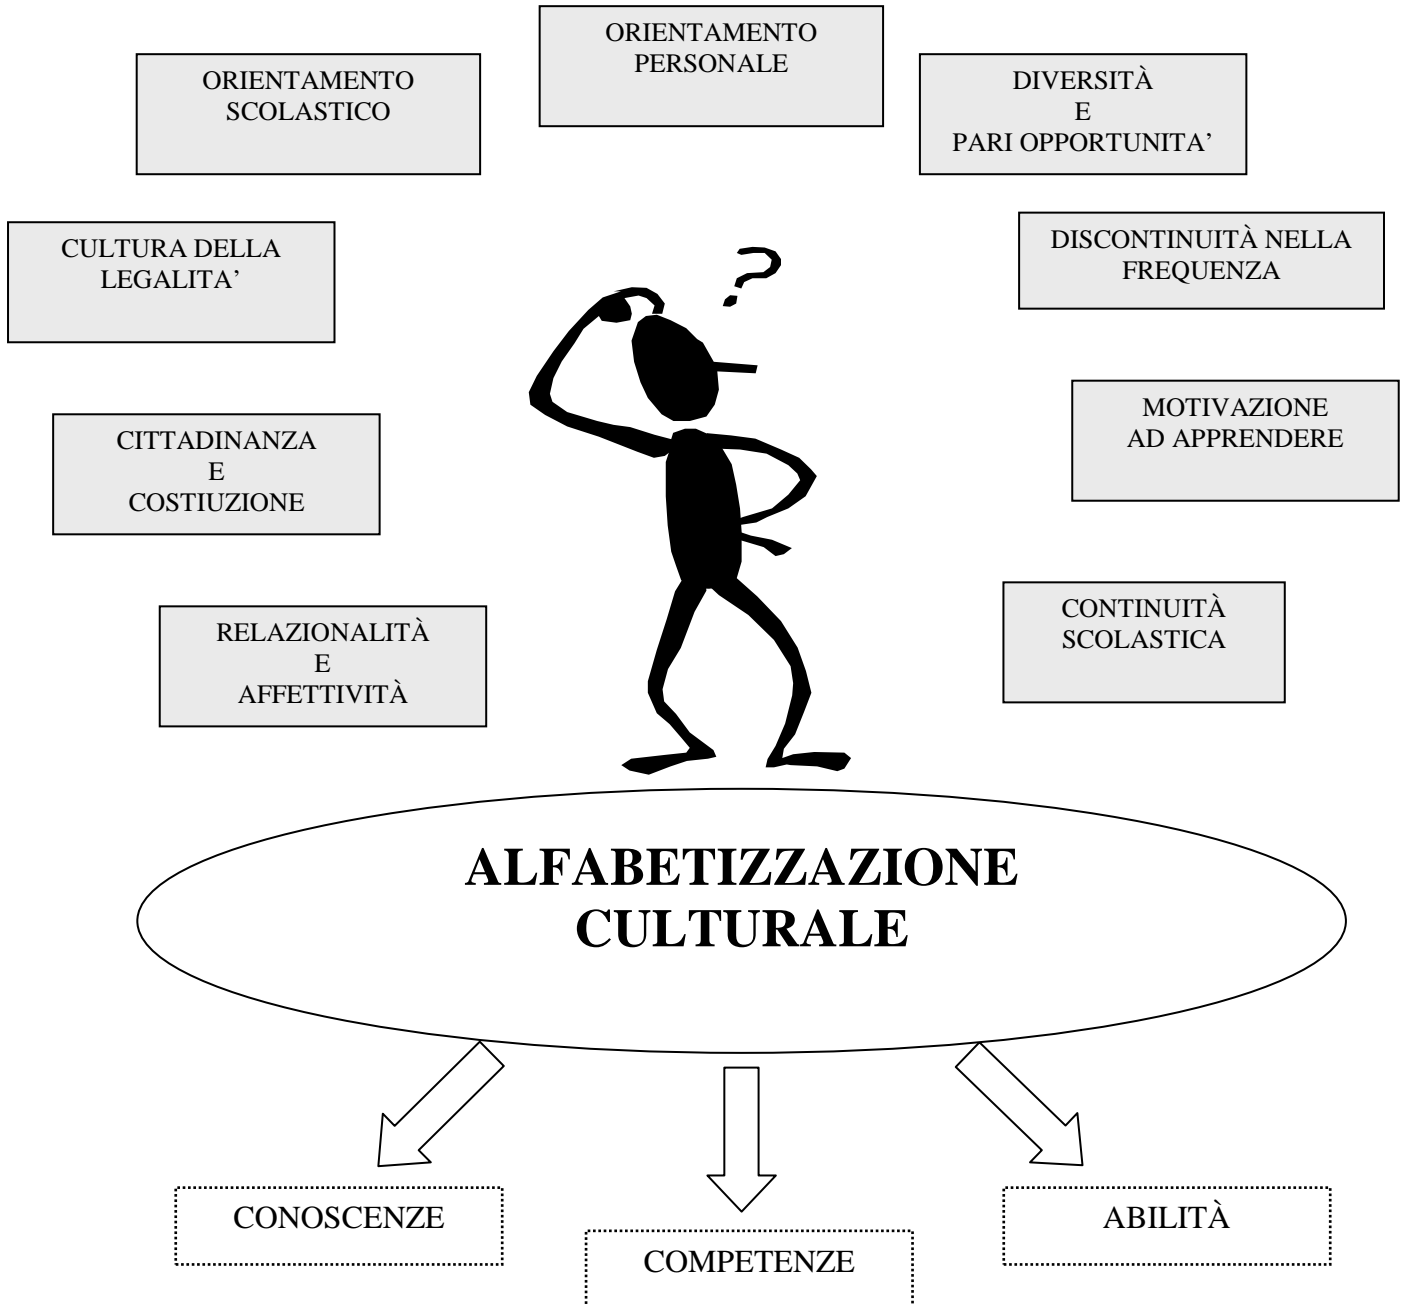 ORIENTAMENTO
PERSONALE
ORIENTAMENTO
SCOLASTICO
DIVERSITÀ
E
PARI OPPORTUNITA’
CULTURA DELLA
LEGALITA’
DISCONTINUITÀ NELLA
FREQUENZA
?
MOTIVAZIONE
AD APPRENDERE
CITTADINANZA
E
COSTIUZIONE
CONTINUITÀ
SCOLASTICA
RELAZIONALITÀ
E
AFFETTIVITÀ
ALFABETIZZAZIONE
CULTURALE
CONOSCENZE
COMPETENZE
ABILITÀ